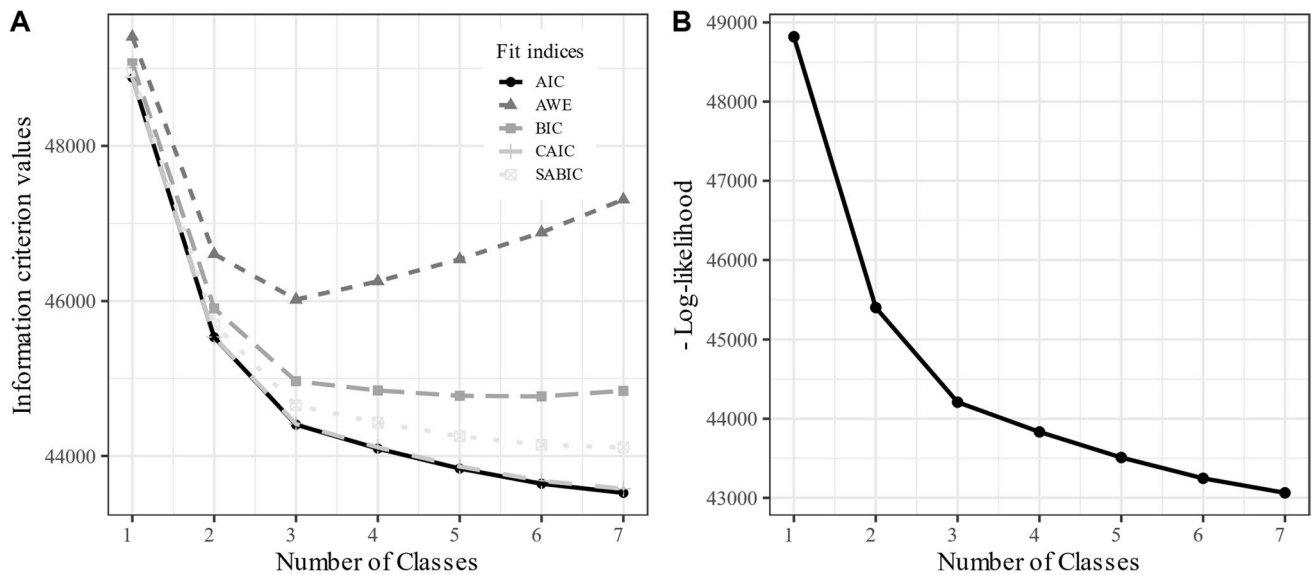 A
Information criterion values
48000
46000
44000
Fit indices
AIC
AWE
BIC
CAIC
SABIC
1 2 3 4 5 6 7
Number of Classes
B
- Log-likelihood
49000
48000
47000
46000
45000
44000
43000
1 2 3 4 5 6 7
Number of Classes